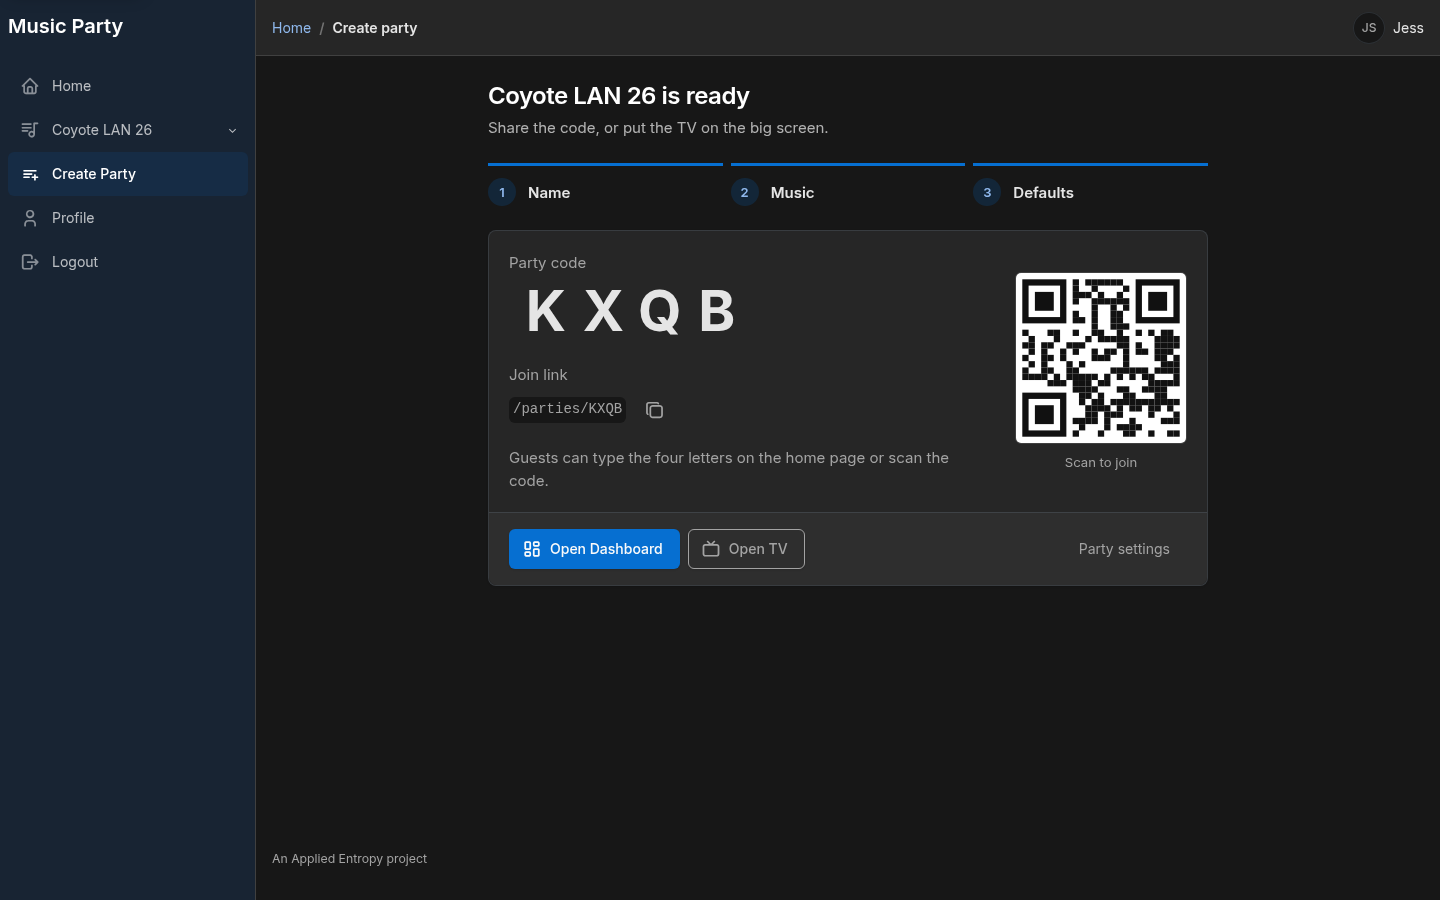 Music Party
Home
Coyote LAN 26
Create Party
Profile
Logout
Home / Create party
JS Jess
Coyote LAN 26 is ready
Share the code, or put the TV on the big screen.
1 Name
2 Music
3 Defaults
Party code
K X Q B
Join link
/parties/KXQB
Guests can type the four letters on the home page or scan the
code.
Scan to join
Open Dashboard
Open TV
Party settings
An Applied Entropy project